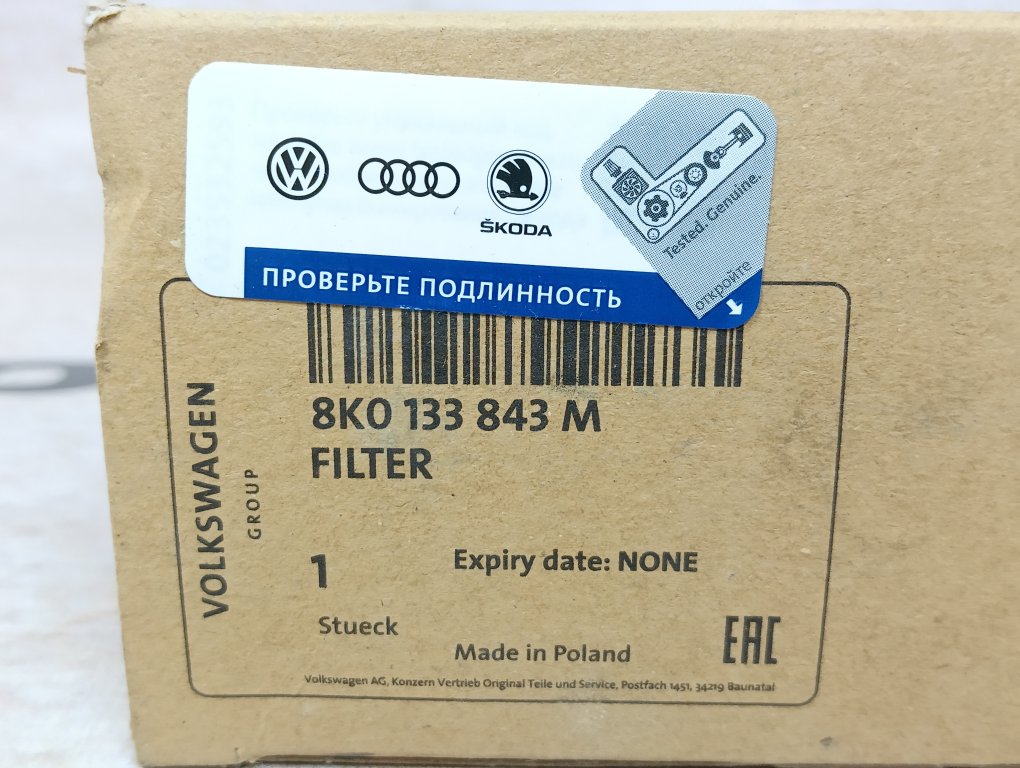 ŠKODA
Tested. Genuine.
откройте
ПРОВЕРЬТЕ ПОДЛИННОСТЬ
VOLKSWAGEN
GROUP
8K0 133 843 M
FILTER
1
Expiry date: NONE
Stueck
Made in Poland
EAC
Volkswagen AG, Konzern Vertrieb Original Teile und Service, Postfach 1451, 34219 Baunatal